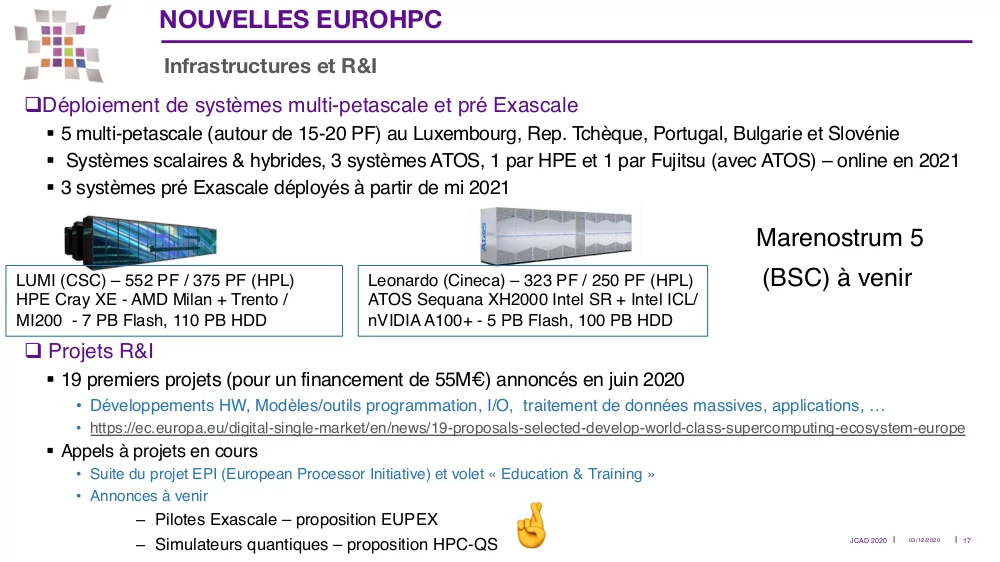 NOUVELLES EUROHPC
Infrastructures et R&I
❑Déploiement de systèmes multi-petascale et pré Exascale
▪ 5 multi-petascale (autour de 15-20 PF) au Luxembourg, Rep. Tchèque, Portugal, Bulgarie et Slovénie
▪ Systèmes scalaires & hybrides, 3 systèmes ATOS, 1 par HPE et 1 par Fujitsu (avec ATOS) – online en 2021
▪ 3 systèmes pré Exascale déployés à partir de mi 2021
Atos
LUMI (CSC) – 552 PF / 375 PF (HPL)
HPE Cray XE - AMD Milan + Trento /
MI200 - 7 PB Flash, 110 PB HDD
Leonardo (Cineca) – 323 PF / 250 PF (HPL)
ATOS Sequana XH2000 Intel SR + Intel ICL/
nVIDIA A100+ - 5 PB Flash, 100 PB HDD
Marenostrum 5
(BSC) à venir
❑ Projets R&I
▪ 19 premiers projets (pour un financement de 55M€) annoncés en juin 2020
• Développements HW, Modèles/outils programmation, I/O, traitement de données massives, applications, …
• https://ec.europa.eu/digital-single-market/en/news/19-proposals-selected-develop-world-class-supercomputing-ecosystem-europe
▪ Appels à projets en cours
• Suite du projet EPI (European Processor Initiative) et volet « Education & Training »
• Annonces à venir
– Pilotes Exascale – proposition EUPEX
– Simulateurs quantiques – proposition HPC-QS
JCAD 2020 | 03/12/2020 | 17